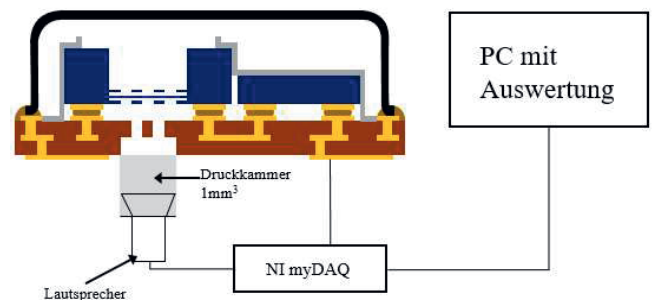 PC mit
Auswertung
Druckkammer
1mm³
NI myDAQ
Lautsprecher